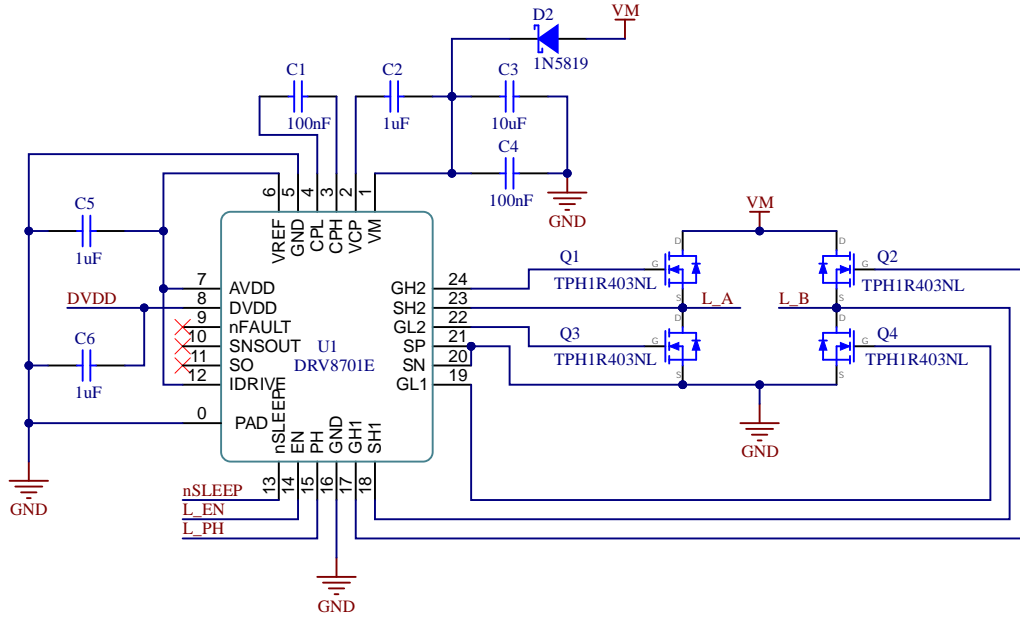 D2
VM
1N5819
C1
100nF
C2
1uF
C3
10uF
C4
100nF
GND
6 5 4 3 2 1
VREF GND CPL CPH VCP VM
C5
1uF
DVDD
C6
1uF
GND
7 AVDD
8 DVDD
9 nFAULT
10 SNSOUT
11 SO
12 IDRIVE
0 PAD
U1
DRV8701E
GH2 24
SH2 23
GL2 22
SP 21
SN 20
GL1 19
nSLEEP EN PH GND GH1 SH1
13 14 15 16 17 18
nSLEEP
L_EN
L_PH
GND
VM
Q1
TPH1R403NL
D
G
S
Q2
TPH1R403NL
D
G
S
L_A
L_B
Q3
TPH1R403NL
D
G
S
Q4
TPH1R403NL
D
G
S
GND